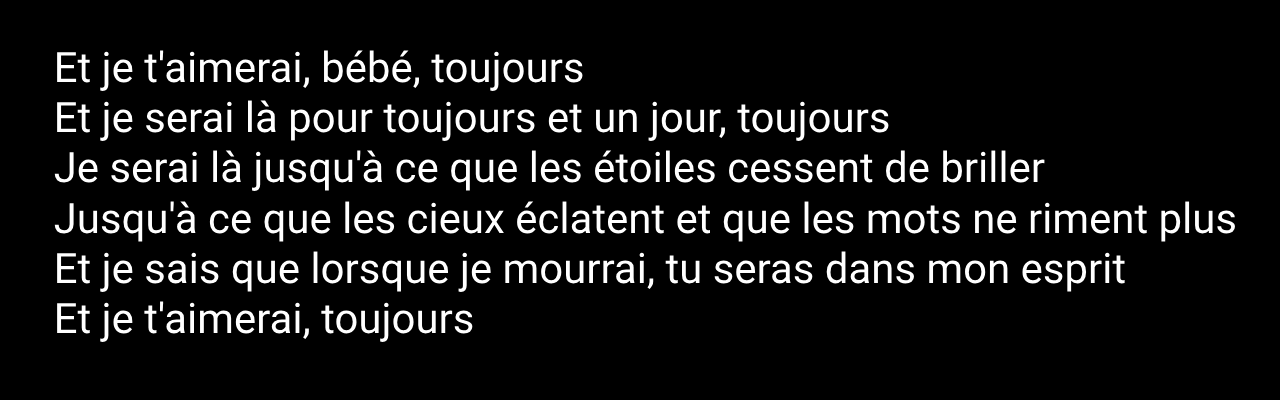 Et je t'aimerai, bébé, toujours
Et je serai là pour toujours et un jour, toujours
Je serai là jusqu'à ce que les étoiles cessent de briller
Jusqu'à ce que les cieux éclatent et que les mots ne riment plus
Et je sais que lorsque je mourrai, tu seras dans mon esprit
Et je t'aimerai, toujours